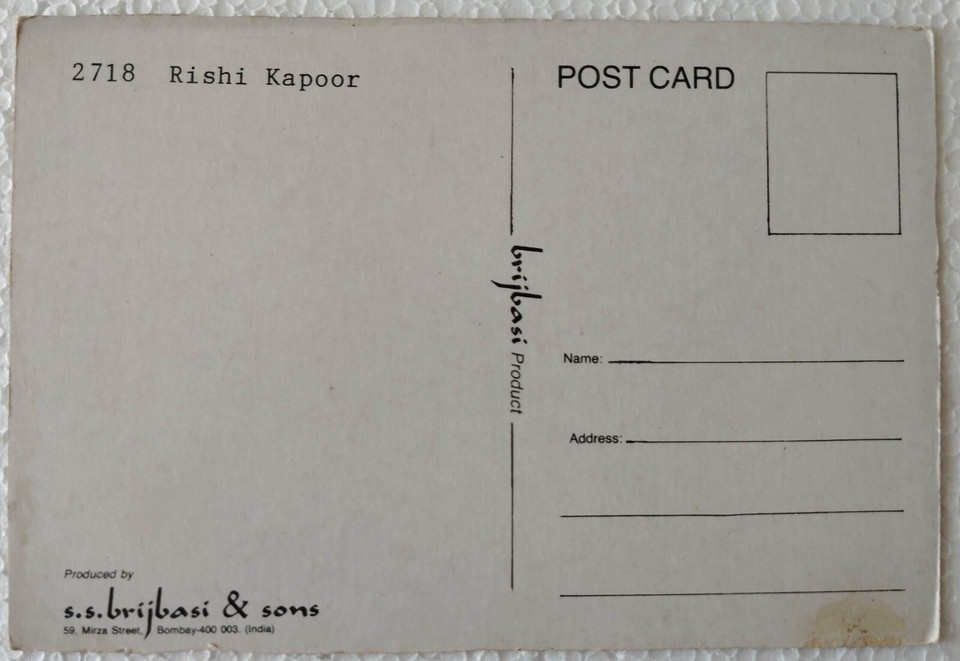 2718 Rishi Kapoor
POST CARD
brijbasi Product
Name:
Address:
Produced by
s.s.brijbasi & sons
59, Mirza Street, Bombay-400 003. (India)